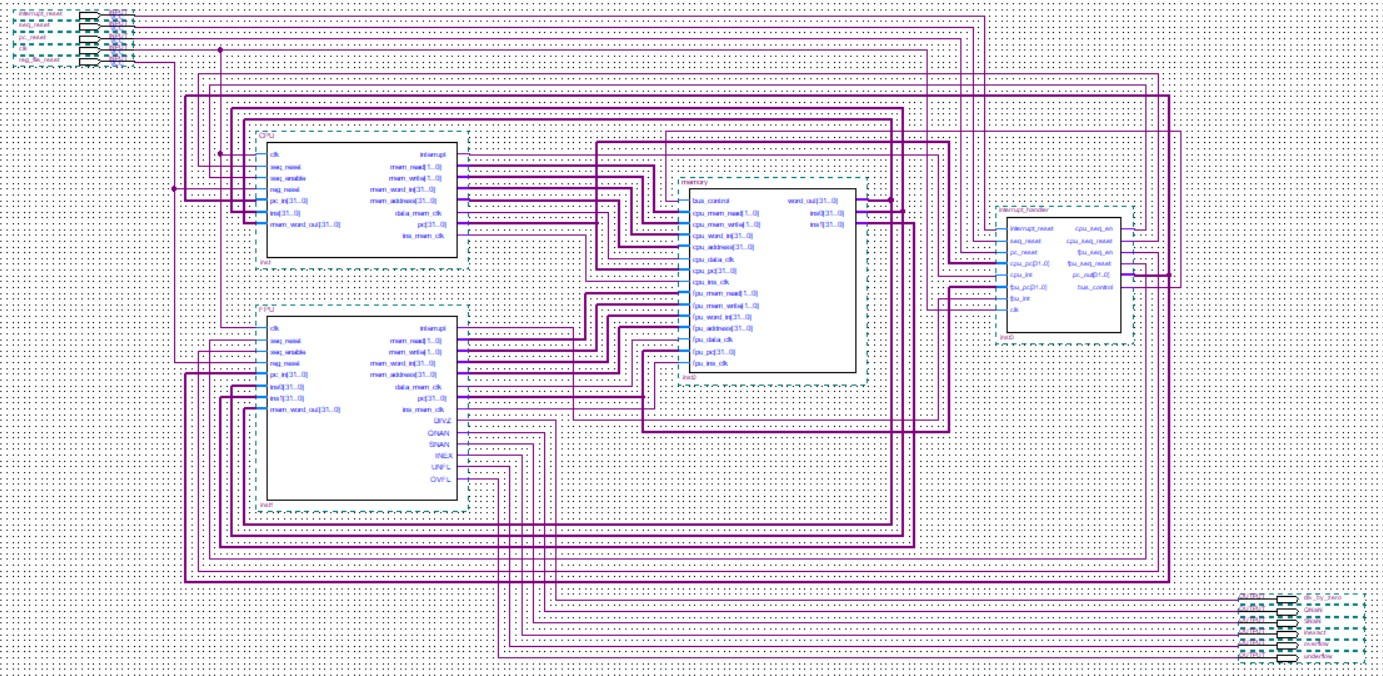 interrupt_reset
seq_reset
pc_reset
clk
reg_file_reset
CPU
clk
seq_reset
seq_enable
reg_reset
pc_in[31..0]
ins[31..0]
mem_word_out[31..0]
interrupt
mem_read[1..0]
mem_write[1..0]
mem_word_in[31..0]
mem_address[31..0]
data_mem_clk
pc[31..0]
ins_mem_clk
inst
memory
bus_control
cpu_mem_read[1..0]
cpu_mem_write[1..0]
cpu_word_in[31..0]
cpu_address[31..0]
cpu_data_clk
cpu_pc[31..0]
cpu_ins_clk
fpu_mem_read[1..0]
fpu_mem_write[1..0]
fpu_word_in[31..0]
fpu_address[31..0]
fpu_data_clk
fpu_pc[31..0]
fpu_ins_clk
word_out[31..0]
ins0[31..0]
ins1[31..0]
inst2
interrupt_handler
interrupt_reset
seq_reset
pc_reset
cpu_pc[31..0]
cpu_int
fpu_pc[31..0]
fpu_int
clk
cpu_seq_en
cpu_seq_reset
fpu_seq_en
fpu_seq_reset
pc_out[31..0]
bus_control
inst3
FPU
clk
seq_reset
seq_enable
reg_reset
pc_in[31..0]
ins0[31..0]
ins1[31..0]
mem_word_out[31..0]
interrupt
mem_read[1..0]
mem_write[1..0]
mem_word_in[31..0]
mem_address[31..0]
data_mem_clk
pc[31..0]
ins_mem_clk
DIVZ
QNAN
SNAN
INEX
UNFL
OVFL
inst1
OUTPUT
div_by_zero
OUTPUT
QNaN
OUTPUT
SNaN
OUTPUT
inexact
OUTPUT
overflow
OUTPUT
underflow